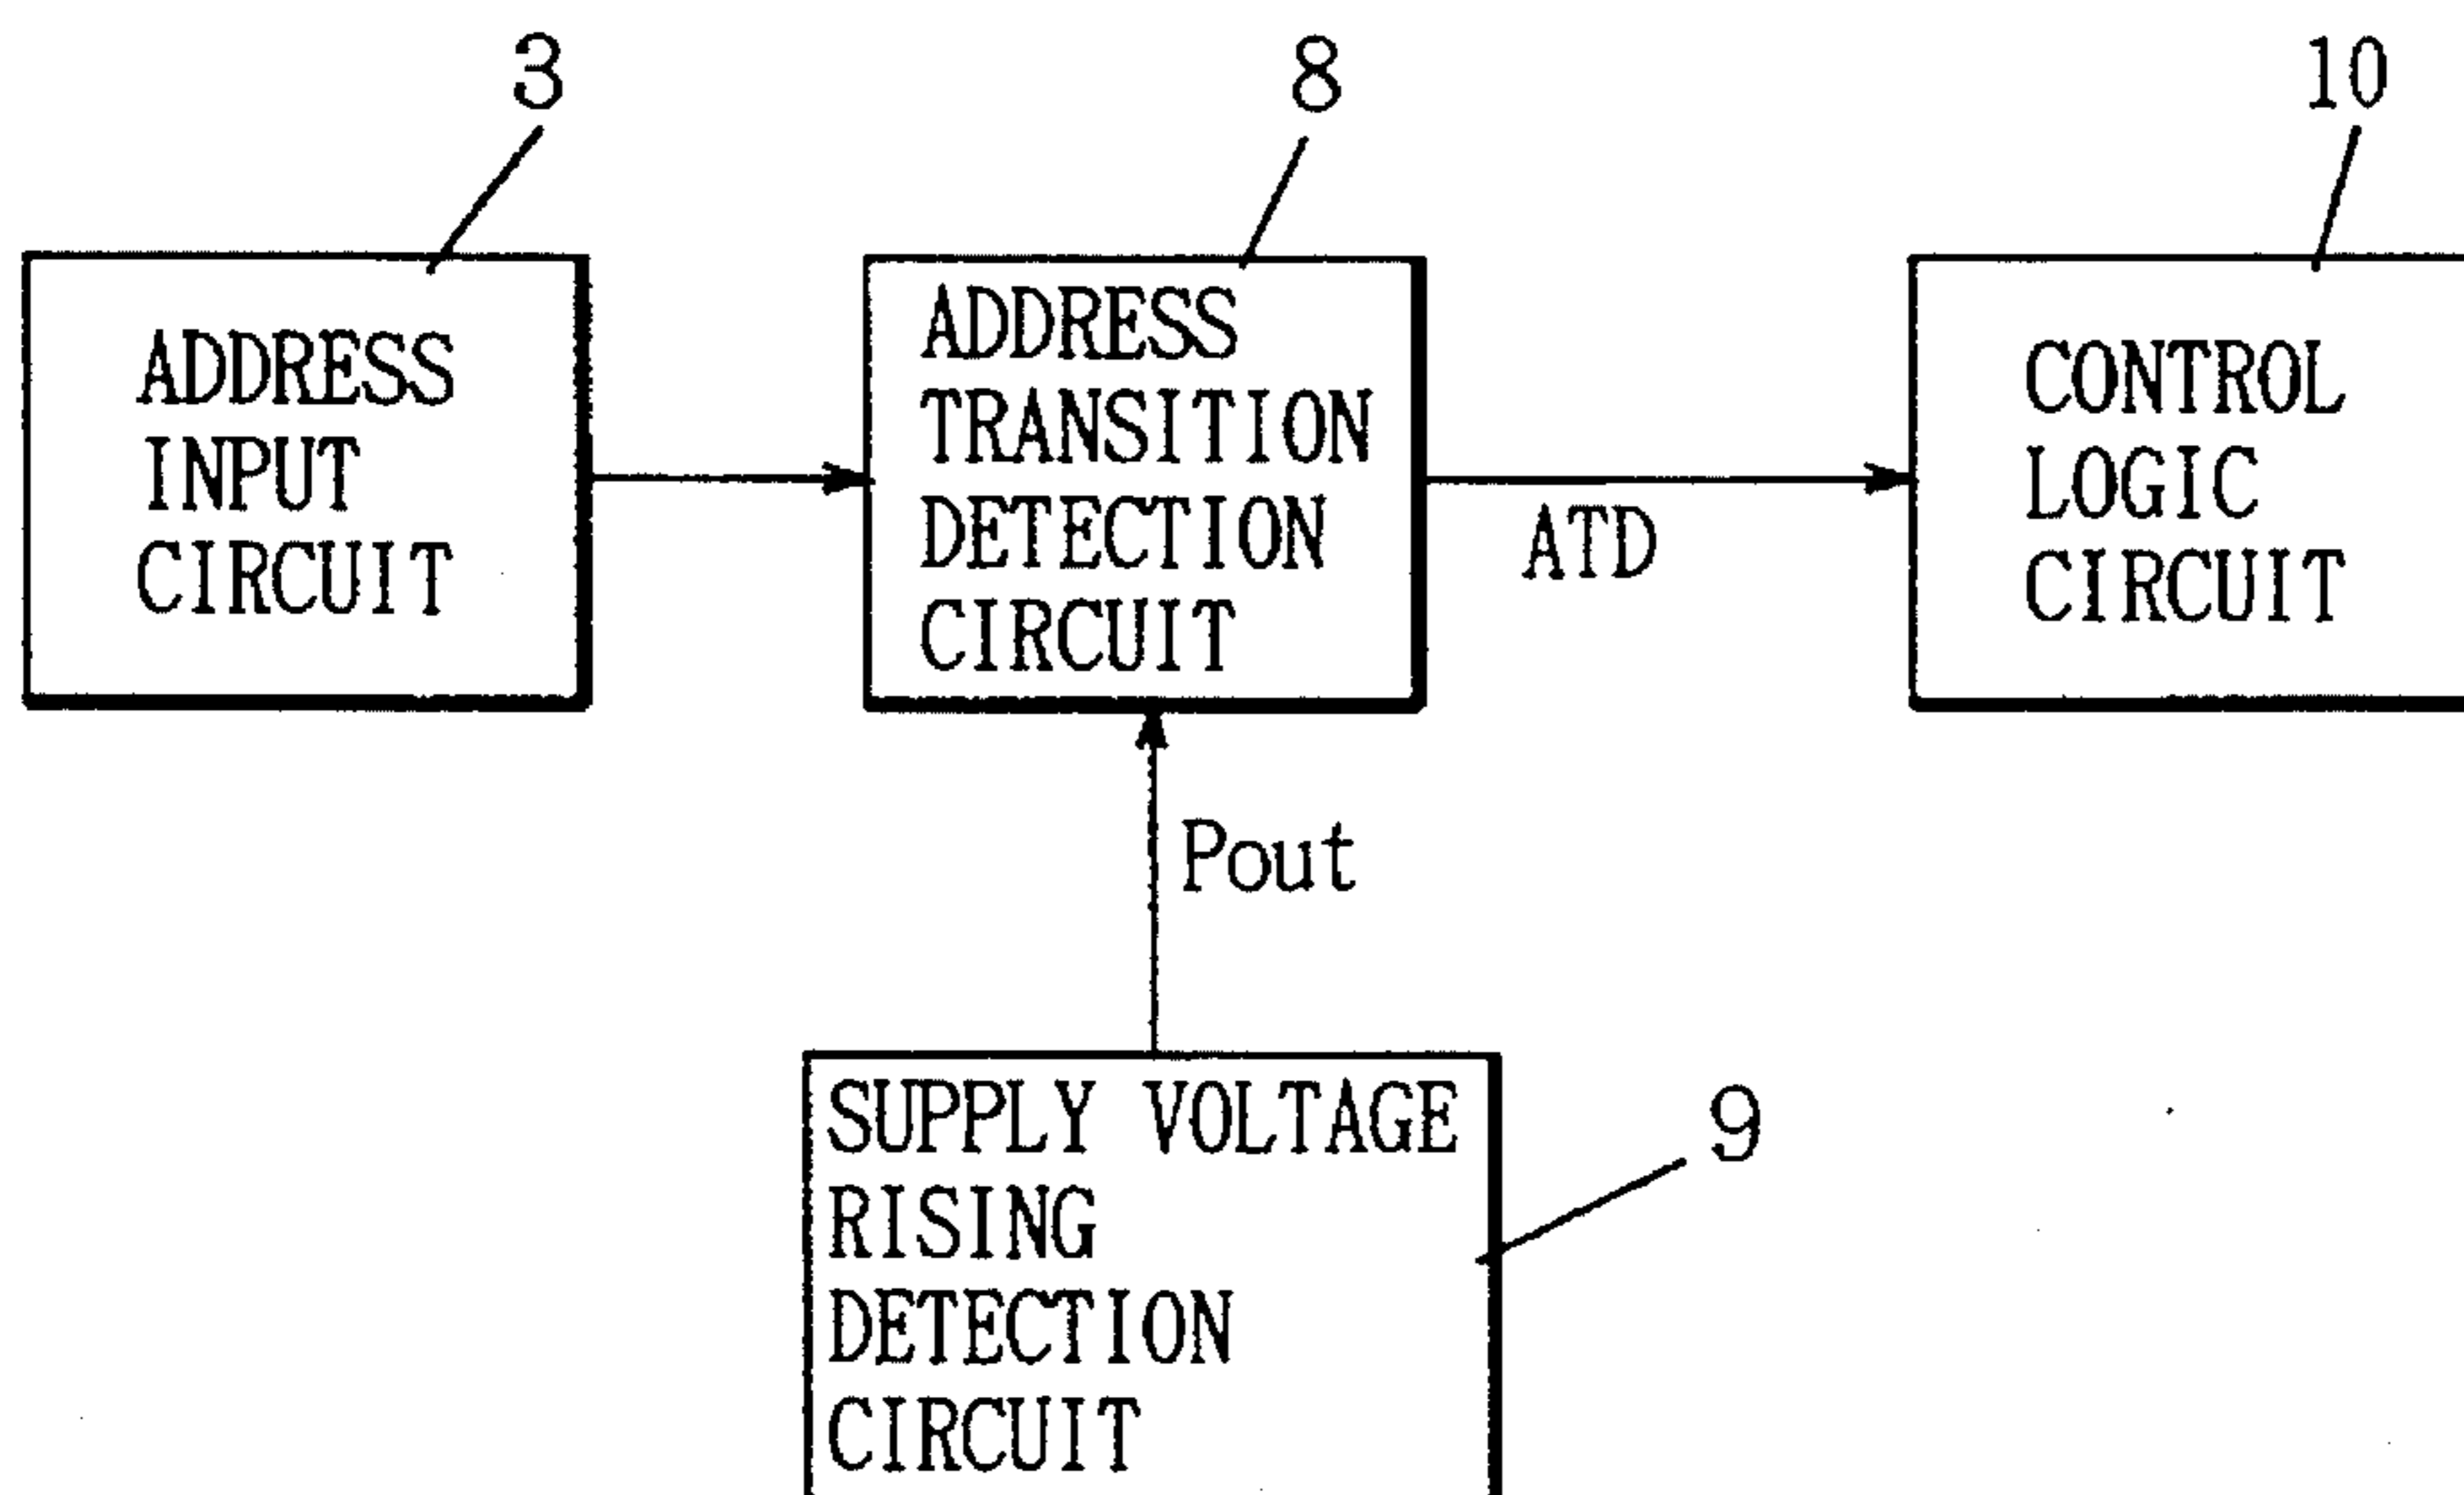 3
8
10
ADDRESS
INPUT
CIRCUIT
ADDRESS
TRANSITION
DETECTION
CIRCUIT
ATD
CONTROL
LOGIC
CIRCUIT
Pout
SUPPLY VOLTAGE
RISING
DETECTION
CIRCUIT
9